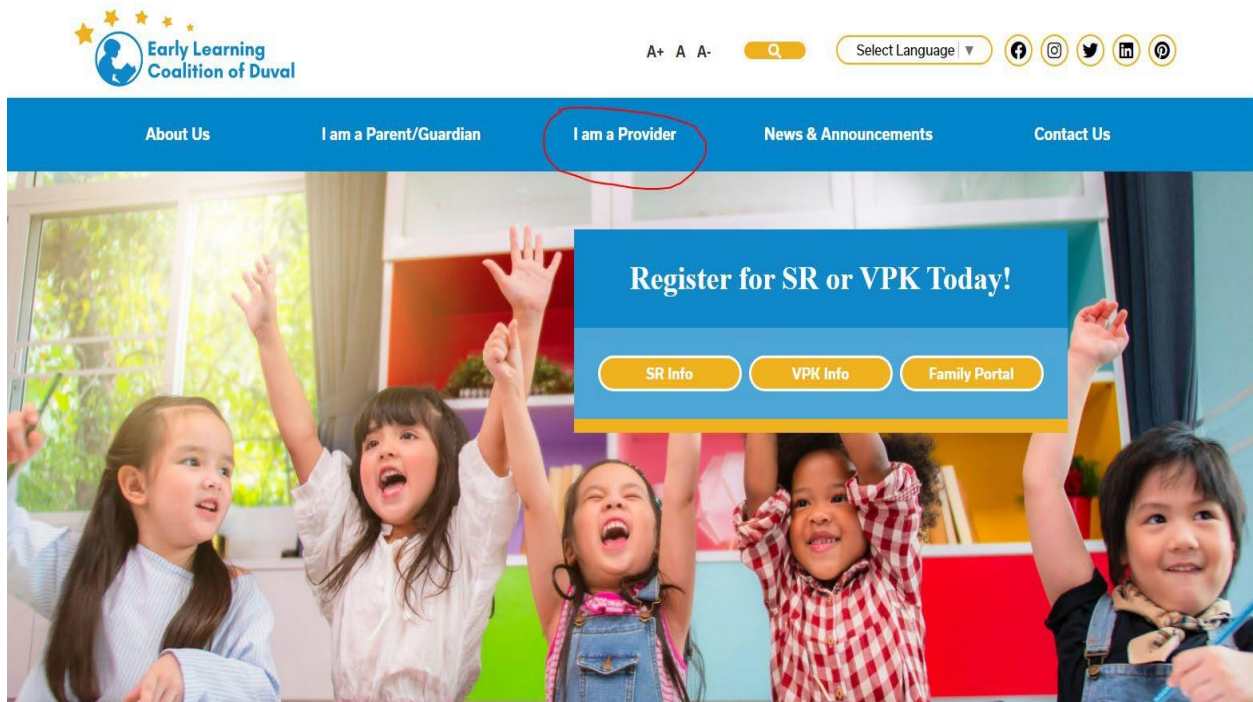 Early Learning
Coalition of Duval
A+ A A-
Select Language ▼
About Us
I am a Parent/Guardian
I am a Provider
News & Announcements
Contact Us
Register for SR or VPK Today!
SR Info
VPK Info
Family Portal